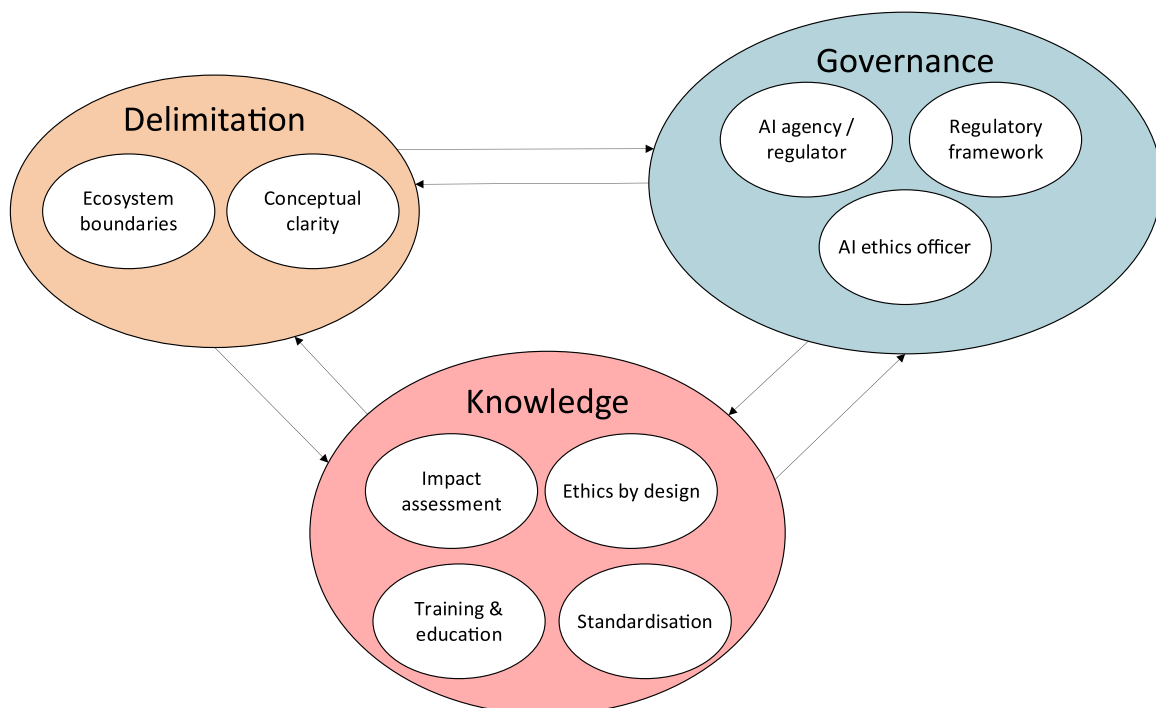 Delimitation
Ecosystem
boundaries
Conceptual
clarity
Governance
AI agency /
regulator
Regulatory
framework
AI ethics officer
Knowledge
Impact
assessment
Ethics by design
Training &
education
Standardisation